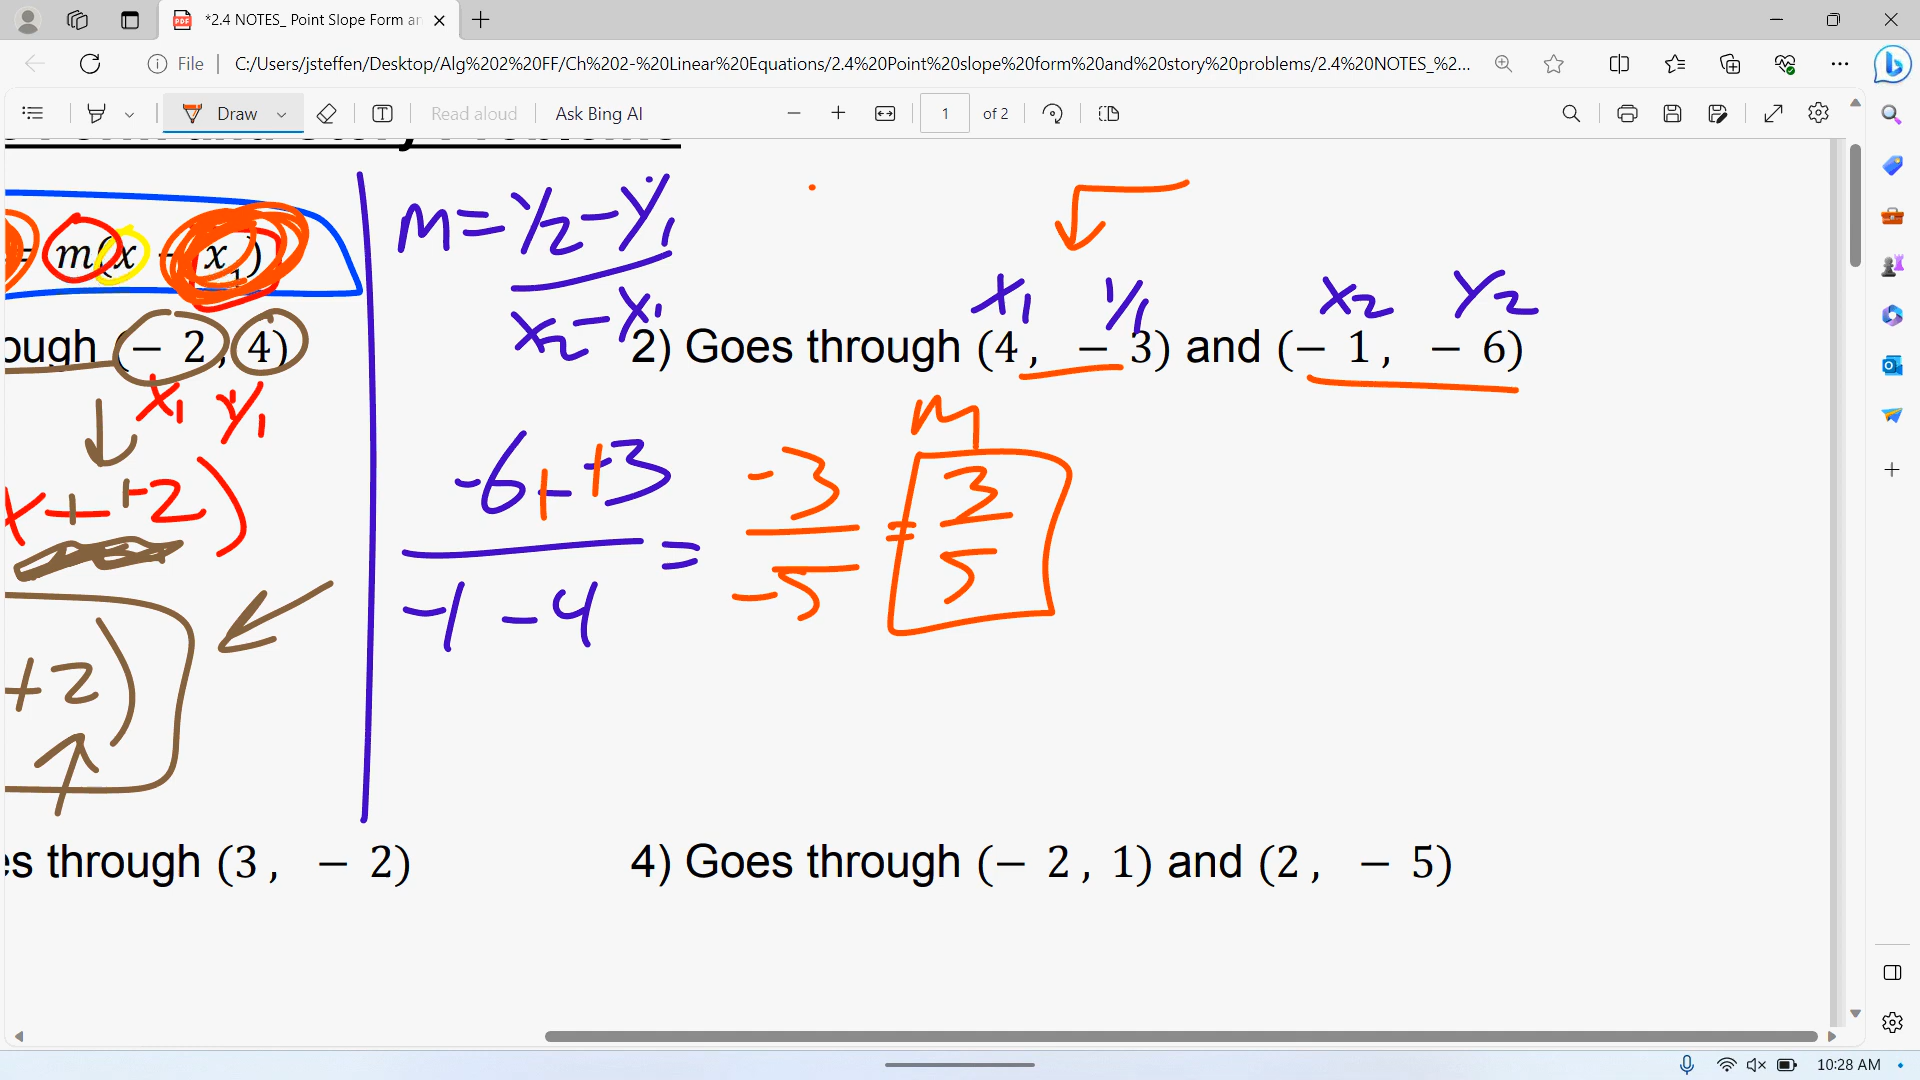 *2.4 NOTES_ Point Slope Form ar
File | C:/Users/jsteffen/Desktop/Alg%202%20FF/Ch%202-%20Linear%20Equations/2.4%20Point%20slope%20form%20and%20story%20problems/2.4%20NOTES_%2...
Draw Read aloud Ask Bing AI 1 of 2
= m(x - x₁)
m = y₂ - y₁
x₂ - x₁
ough (- 2, 4)
x₁ y₁
x₁ y₁ x₂ y₂
2) Goes through (4, - 3) and (- 1, - 6)
x + +2)
+2)
-6 + +3
-1 - 4
=
-3
-5
=
m
3
5
es through (3, - 2)
4) Goes through (- 2, 1) and (2, - 5)
10:28 AM